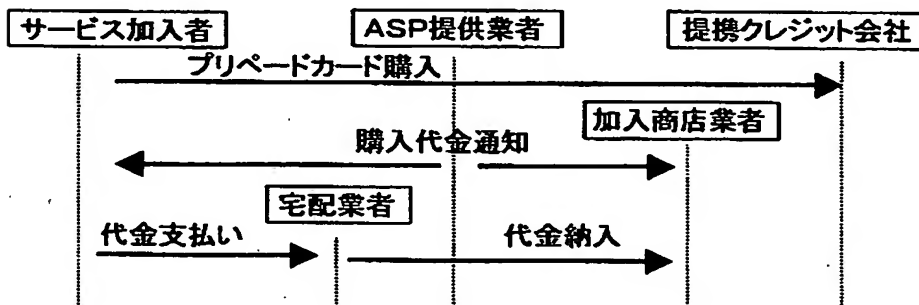 サービス加入者
ASP提供業者
提携クレジット会社
プリペードカード購入
加入商店業者
購入代金通知
宅配業者
代金支払い
代金納入